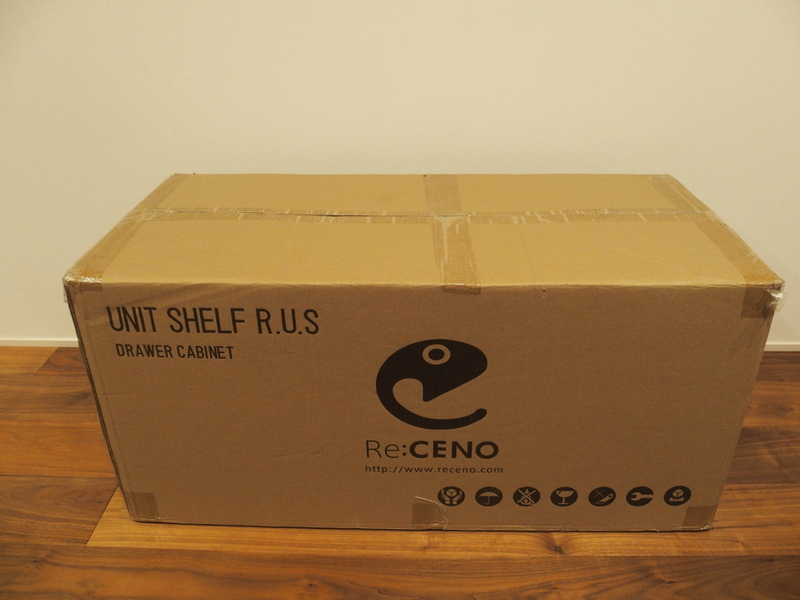 UNIT SHELF R.U.S
DRAWER CABINET
Re:CENO
http://www.receno.com